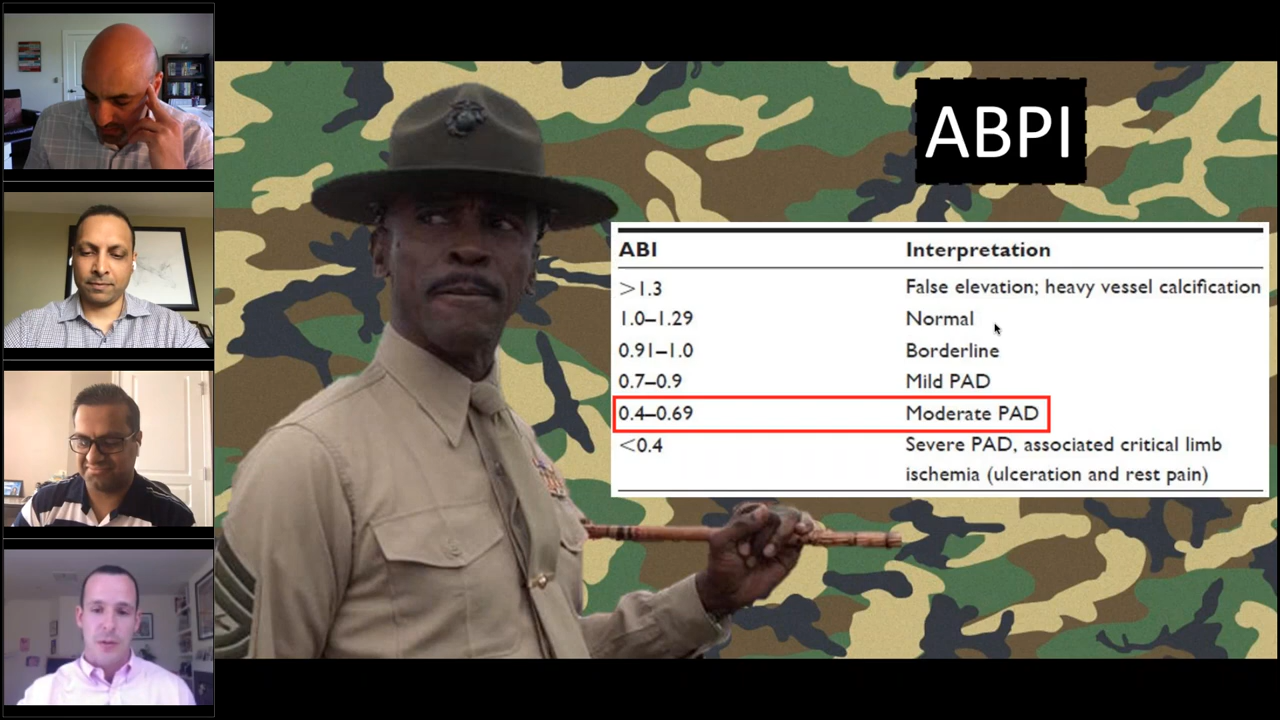 ABPI
ABI Interpretation
>1.3 False elevation; heavy vessel calcification
1.0–1.29 Normal
0.91–1.0 Borderline
0.7–0.9 Mild PAD
0.4–0.69 Moderate PAD
<0.4 Severe PAD, associated critical limb
ischemia (ulceration and rest pain)